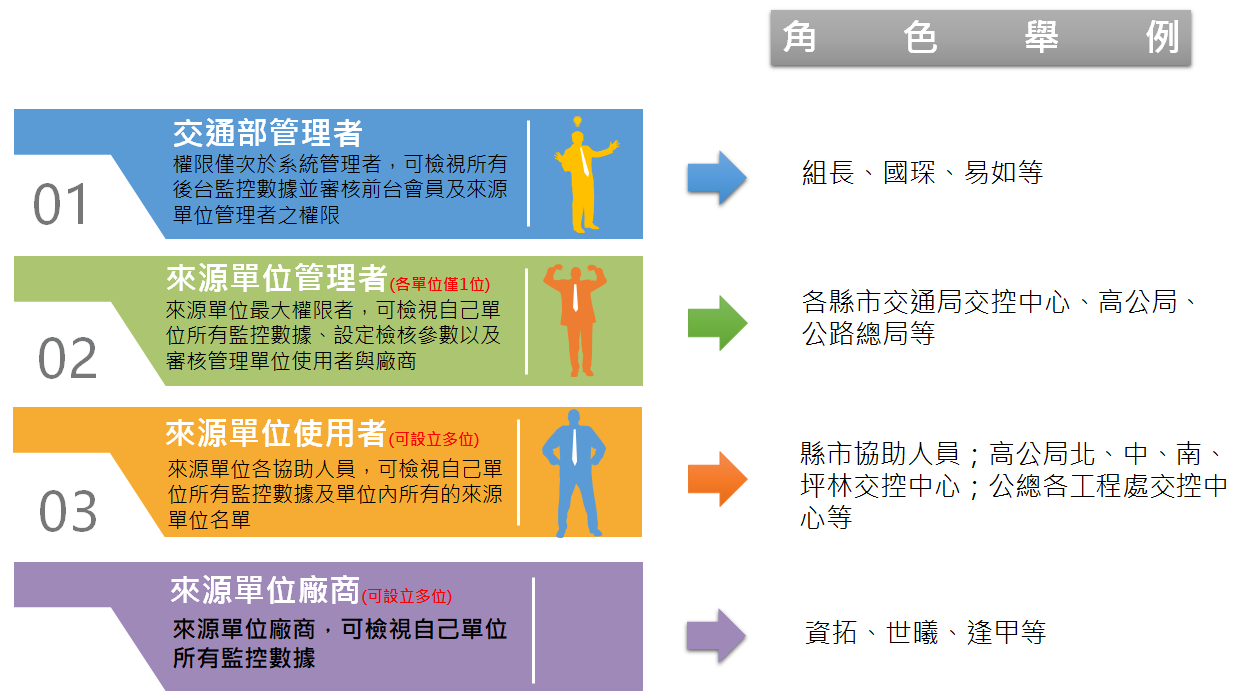 角色舉例
交通部管理者
權限僅次於系統管理者，可檢視所有
後台監控數據並審核前台會員及來源
單位管理者之權限
01
組長、國琛、易如等
來源單位管理者(各單位僅1位)
來源單位最大權限者，可檢視自己單
位所有監控數據、設定檢核參數以及
審核管理單位使用者與廠商
02
各縣市交通局交控中心、高公局、
公路總局等
來源單位使用者(可設立多位)
來源單位各協助人員，可檢視自己單
位所有監控數據及單位內所有的來源
單位名單
03
縣市協助人員；高公局北、中、南、
坪林交控中心；公總各工程處交控中
心等
來源單位廠商(可設立多位)
來源單位廠商，可檢視自己單位
所有監控數據
資拓、世曦、逢甲等